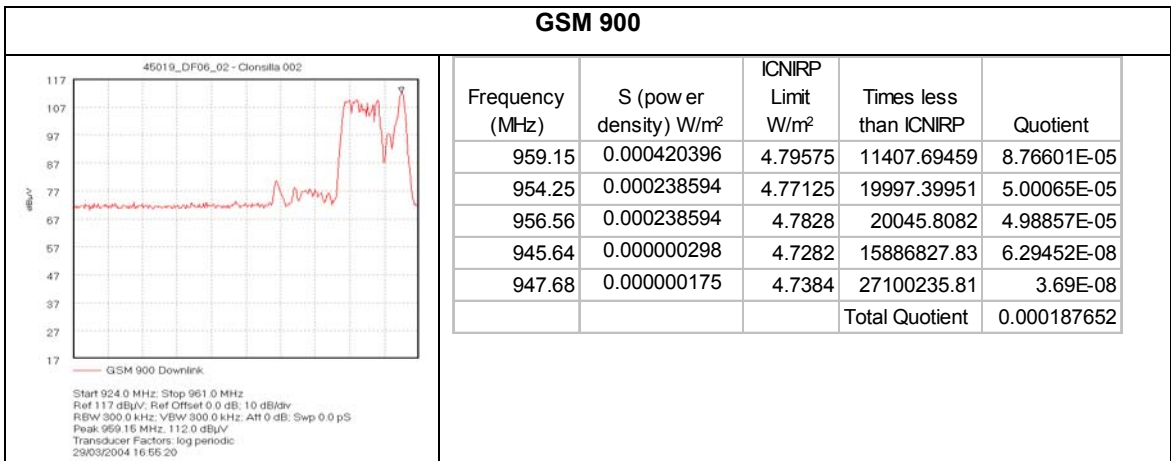 GSM 900
45019_DF06_02 - Clonsilla 002
117
107
97
87
77
67
57
47
37
27
17
dBµV
GSM 900 Downlink
Start 924.0 MHz; Stop 961.0 MHz
Ref 117 dBµV; Ref Offset 0.0 dB; 10 dB/div
RBW 300.0 kHz; VBW 300.0 kHz; Att 0 dB; Swp 0.0 pS
Peak 959.15 MHz, 112.0 dBµV
Transducer Factors: log periodic
29/03/2004 16:55:20
Frequency (MHz) S (power density) W/m² ICNIRP Limit W/m² Times less than ICNIRP Quotient
959.15 0.000420396 4.79575 11407.69459 8.76601E-05
954.25 0.000238594 4.77125 19997.39951 5.00065E-05
956.56 0.000238594 4.7828 20045.8082 4.98857E-05
945.64 0.000000298 4.7282 15886827.83 6.29452E-08
947.68 0.000000175 4.7384 27100235.81 3.69E-08
Total Quotient 0.000187652